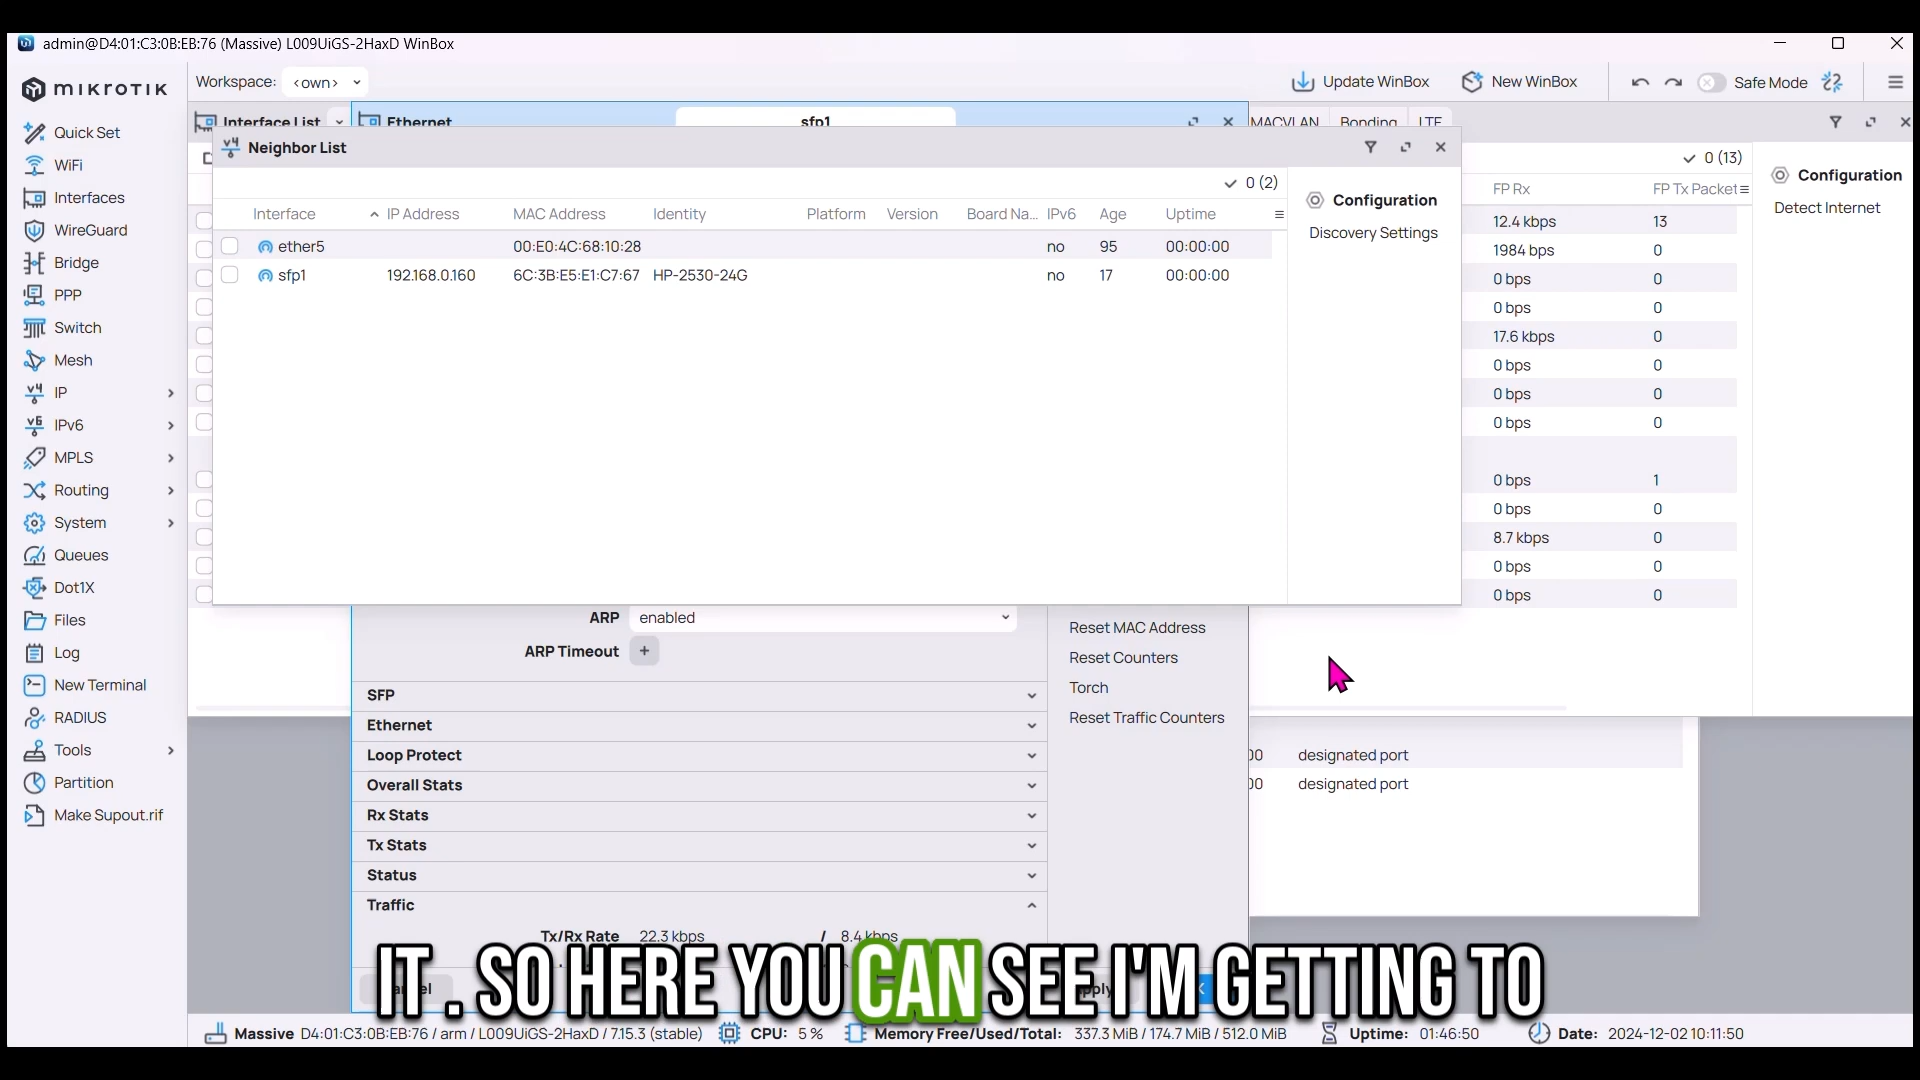 admin@D4:01:C3:0B:EB:76 (Massive) L009UiGS-2HaxD WinBox
MIKROTIK
Workspace: <own>
Update WinBox
New WinBox
Safe Mode
Quick Set
WiFi
Interfaces
WireGuard
Bridge
PPP
Switch
Mesh
IP
IPv6
MPLS
Routing
System
Queues
Dot1X
Files
Log
New Terminal
RADIUS
Tools
Partition
Make Supout.rif
Interface List
Ethernet
sfp1
MACVLAN Bonding LTE
Neighbor List
0 (2)
Interface IP Address MAC Address Identity Platform Version Board Na... IPv6 Age Uptime
ether5 00:E0:4C:68:10:28 no 95 00:00:00
sfp1 192.168.0.160 6C:3B:E5:E1:C7:67 HP-2530-24G no 17 00:00:00
Configuration
Discovery Settings
0 (13)
FP Rx FP Tx Packet
12.4 kbps 13
1984 bps 0
0 bps 0
0 bps 0
17.6 kbps 0
0 bps 0
0 bps 0
0 bps 0
0 bps 1
0 bps 0
8.7 kbps 0
0 bps 0
0 bps 0
Configuration
Detect Internet
ARP enabled
ARP Timeout +
SFP
Ethernet
Loop Protect
Overall Stats
Rx Stats
Tx Stats
Status
Traffic
Tx/Rx Rate 22.3 kbps / 8.4 kbps
Reset MAC Address
Reset Counters
Torch
Reset Traffic Counters
00 designated port
00 designated port
IT . SO HERE YOU CAN SEE I'M GETTING TO
Massive D4:01:C3:0B:EB:76 / arm / L009UiGS-2HaxD / 7.15.3 (stable) CPU: 5 % Memory Free/Used/Total: 337.3 MiB / 174.7 MiB / 512.0 MiB Uptime: 01:46:50 Date: 2024-12-02 10:11:50